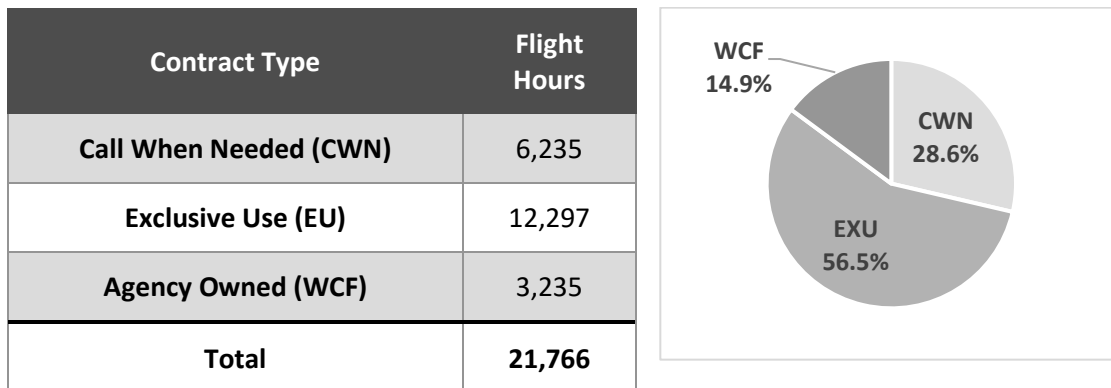 Contract Type
Flight
Hours
Call When Needed (CWN)
6,235
Exclusive Use (EU)
12,297
Agency Owned (WCF)
3,235
Total
21,766
WCF
14.9%
CWN
28.6%
EXU
56.5%